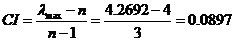 CI = (λmax − n)/(n − 1) = (4.2692 − 4)/3 = 0.0897